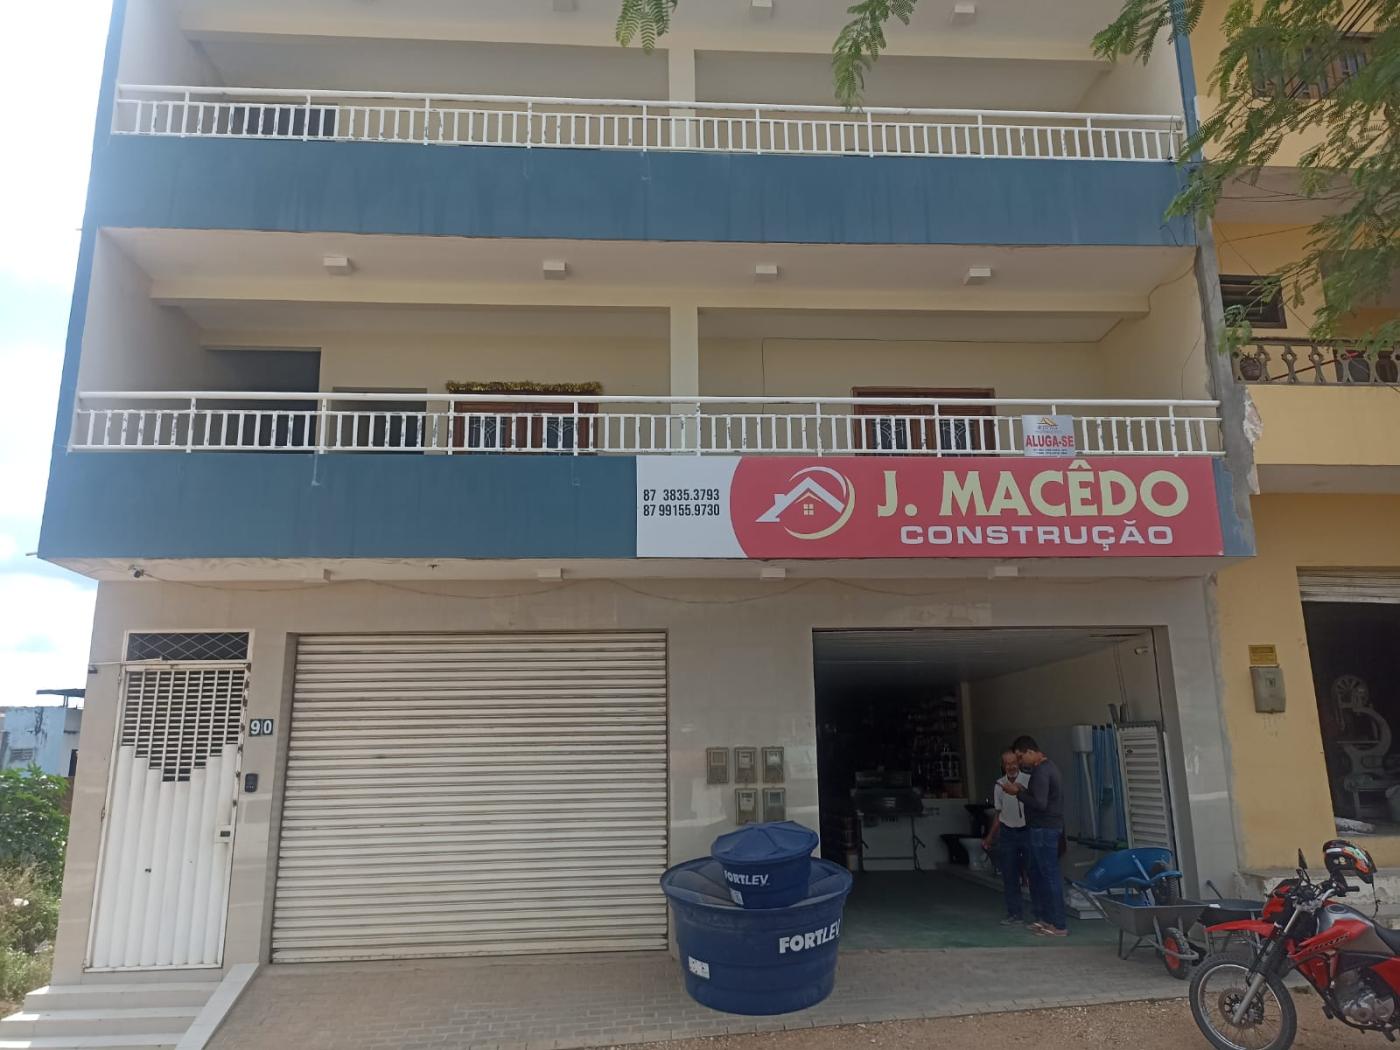 ALUGA-SE
87 3835.3793
87 99155.9730
J. MACÊDO
CONSTRUÇÃO
90
FORTLEV
FORTLEV